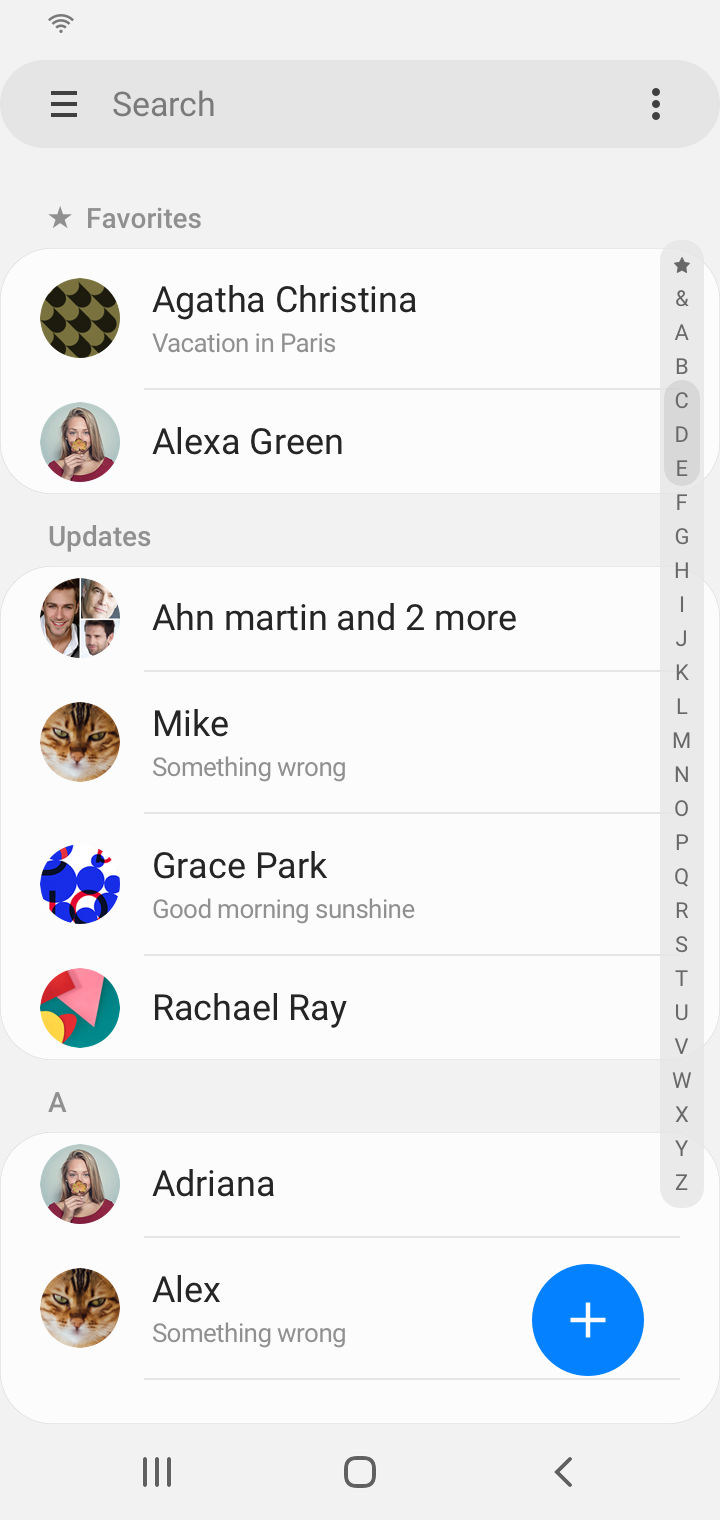 Search
★ Favorites
Agatha Christina
Vacation in Paris
Alexa Green
Updates
Ahn martin and 2 more
Mike
Something wrong
Grace Park
Good morning sunshine
Rachael Ray
A
Adriana
Alex
Something wrong
★
&
A
B
C
D
E
F
G
H
I
J
K
L
M
N
O
P
Q
R
S
T
U
V
W
X
Y
Z